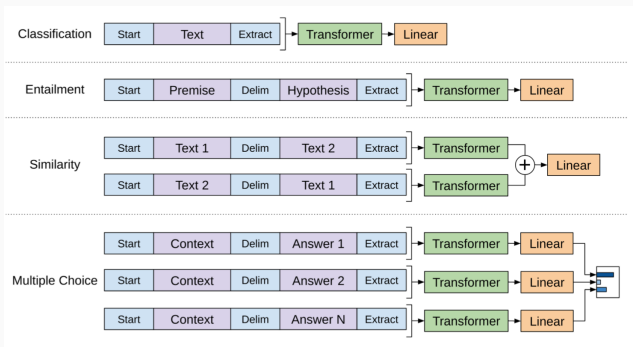 Classification Start Text Extract Transformer Linear
Entailment Start Premise Delim Hypothesis Extract Transformer Linear
Similarity
Start Text 1 Delim Text 2 Extract Transformer
+ Linear
Start Text 2 Delim Text 1 Extract Transformer
Multiple Choice
Start Context Delim Answer 1 Extract Transformer Linear
Start Context Delim Answer 2 Extract Transformer Linear
Start Context Delim Answer N Extract Transformer Linear